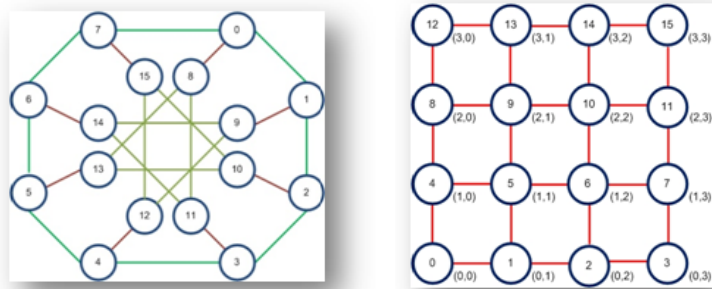 7 0
15 8
6 1
14 9
13 10
5 2
12 11
4 3
12 13 14 15
(3,0) (3,1) (3,2) (3,3)
8 9 10 11
(2,0) (2,1) (2,2) (2,3)
4 5 6 7
(1,0) (1,1) (1,2) (1,3)
0 1 2 3
(0,0) (0,1) (0,2) (0,3)